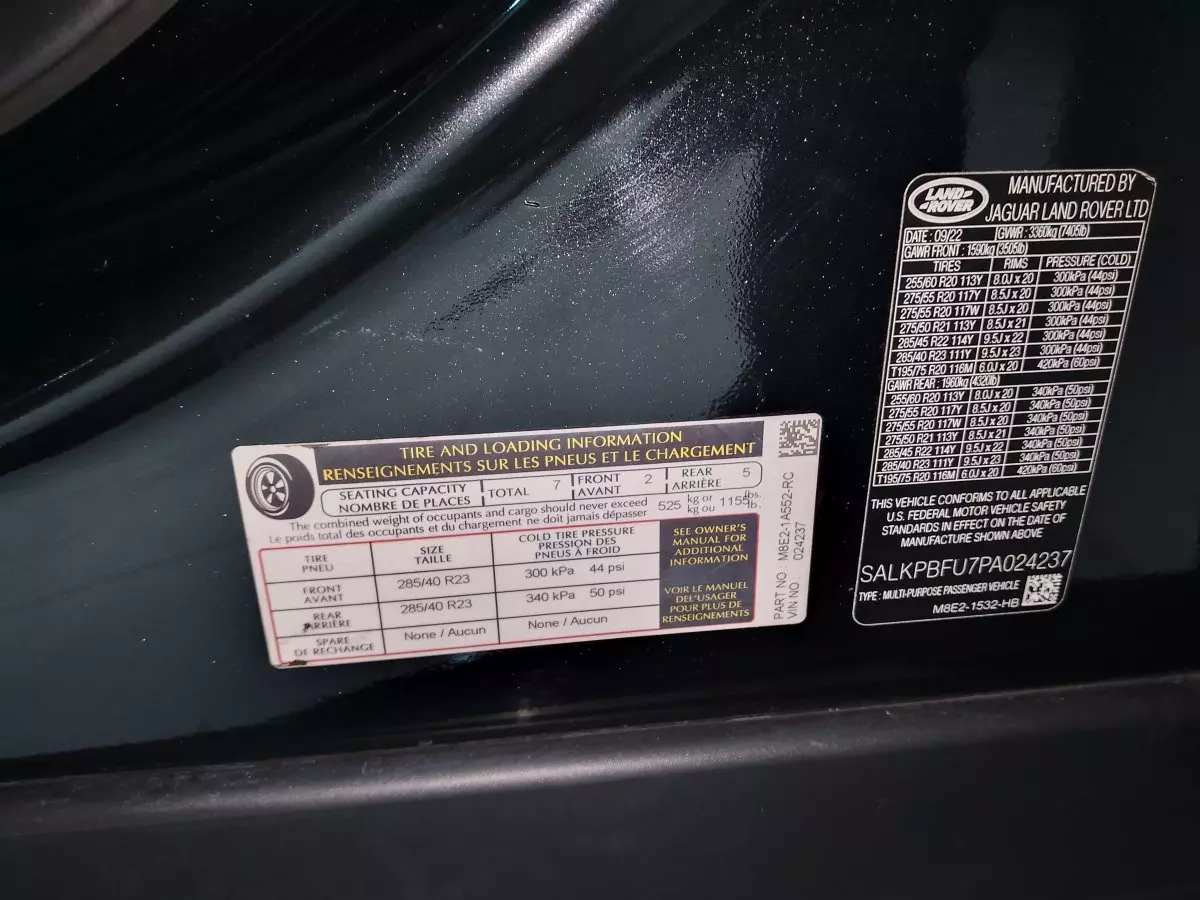 TIRE AND LOADING INFORMATION
RENSEIGNEMENTS SUR LES PNEUS ET LE CHARGEMENT
SEATING CAPACITY
NOMBRE DE PLACES
TOTAL 7
FRONT
AVANT
2
REAR
ARRIÈRE
5
The combined weight of occupants and cargo should never exceed
Le poids total des occupants et du chargement ne doit jamais dépasser
525 kg or 1155 lbs.
kg ou lb.
TIRE
PNEU
SIZE
TAILLE
COLD TIRE PRESSURE
PRESSION DES
PNEUS À FROID
FRONT
AVANT
285/40 R23
300 kPa 44 psi
REAR
ARRIÈRE
285/40 R23
340 kPa 50 psi
SPARE
DE RECHANGE
None / Aucun
None / Aucun
SEE OWNER'S
MANUAL FOR
ADDITIONAL
INFORMATION
VOIR LE MANUEL
DEL'USAGER
POUR PLUS DE
RENSEIGNEMENTS
PART NO : M8E2-1A552-RC
VIN NO : 024237
LAND
ROVER
MANUFACTURED BY
JAGUAR LAND ROVER LTD
DATE : 09/22 GVWR : 3360kg (7405lb)
GAWR FRONT : 1590kg (3505lb)
TIRES RIMS PRESSURE (COLD)
255/60 R20 113Y 8.0J x 20 300kPa (44psi)
275/55 R20 117Y 8.5J x 20 300kPa (44psi)
275/55 R20 117W 8.5J x 20 300kPa (44psi)
275/50 R21 113Y 8.5J x 21 300kPa (44psi)
285/45 R22 114Y 9.5J x 22 300kPa (44psi)
285/40 R23 111Y 9.5J x 23 300kPa (44psi)
T195/75 R20 116M 6.0J x 20 420kPa (60psi)
GAWR REAR : 1960kg (4320lb)
255/60 R20 113Y 8.0J x 20 340kPa (50psi)
275/55 R20 117Y 8.5J x 20 340kPa (50psi)
275/55 R20 117W 8.5J x 20 340kPa (50psi)
275/50 R21 113Y 8.5J x 21 340kPa (50psi)
285/45 R22 114Y 9.5J x 22 340kPa (50psi)
285/40 R23 111Y 9.5J x 23 340kPa (50psi)
T195/75 R20 116M 6.0J x 20 420kPa (60psi)
THIS VEHICLE CONFORMS TO ALL APPLICABLE
U.S. FEDERAL MOTOR VEHICLE SAFETY
STANDARDS IN EFFECT ON THE DATE OF
MANUFACTURE SHOWN ABOVE
SALKPBFU7PA024237
TYPE : MULTI-PURPOSE PASSENGER VEHICLE
M8E2-1532-HB